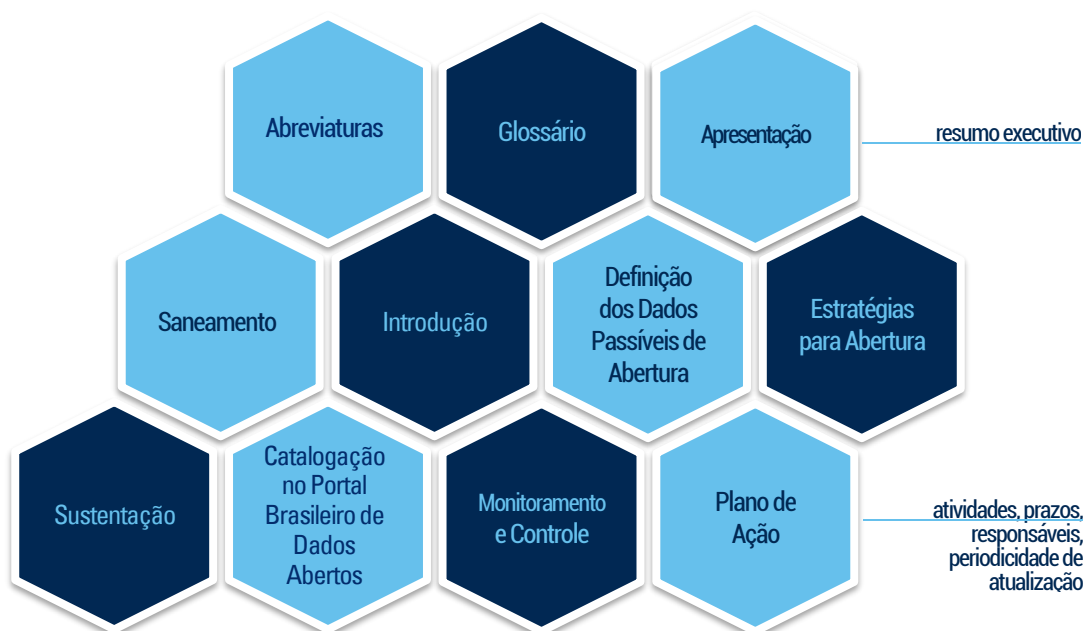 Abreviaturas
Glossário
Apresentação
resumo executivo
Saneamento
Introdução
Definição
dos Dados
Passíveis de
Abertura
Estratégias
para Abertura
Sustentação
Catalogação
no Portal
Brasileiro de
Dados
Abertos
Monitoramento
e Controle
Plano de
Ação
atividades, prazos,
responsáveis,
periodicidade de
atualização